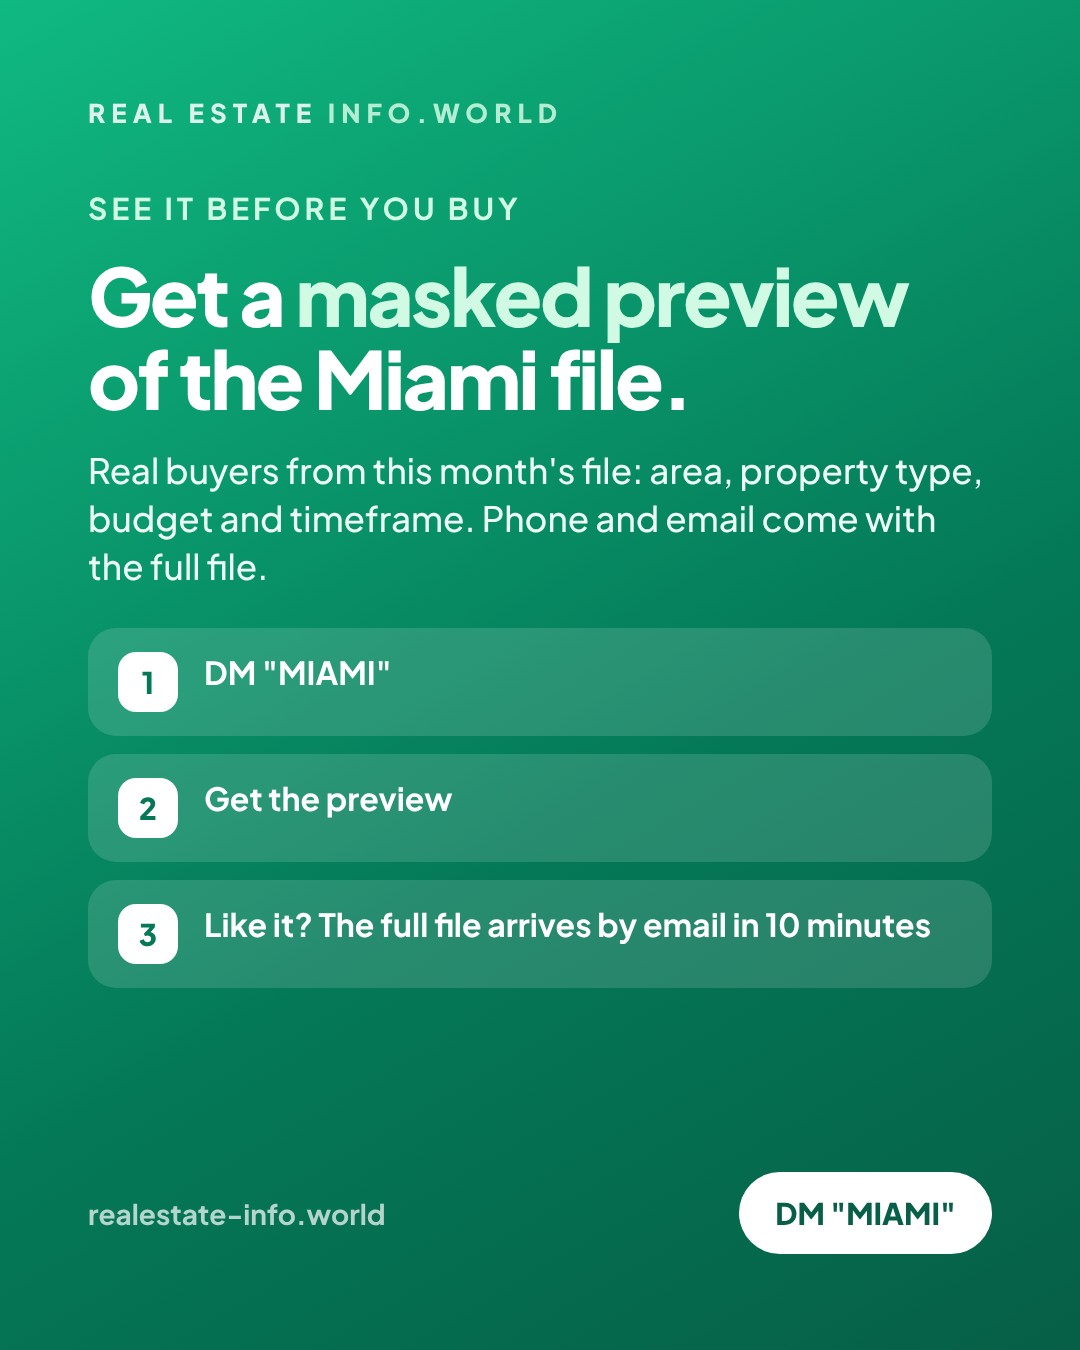 REAL ESTATE INFO.WORLD
SEE IT BEFORE YOU BUY
Get a masked preview
of the Miami file.
Real buyers from this month's file: area, property type,
budget and timeframe. Phone and email come with
the full file.
1 DM "MIAMI"
2 Get the preview
3 Like it? The full file arrives by email in 10 minutes
realestate-info.world
DM "MIAMI"